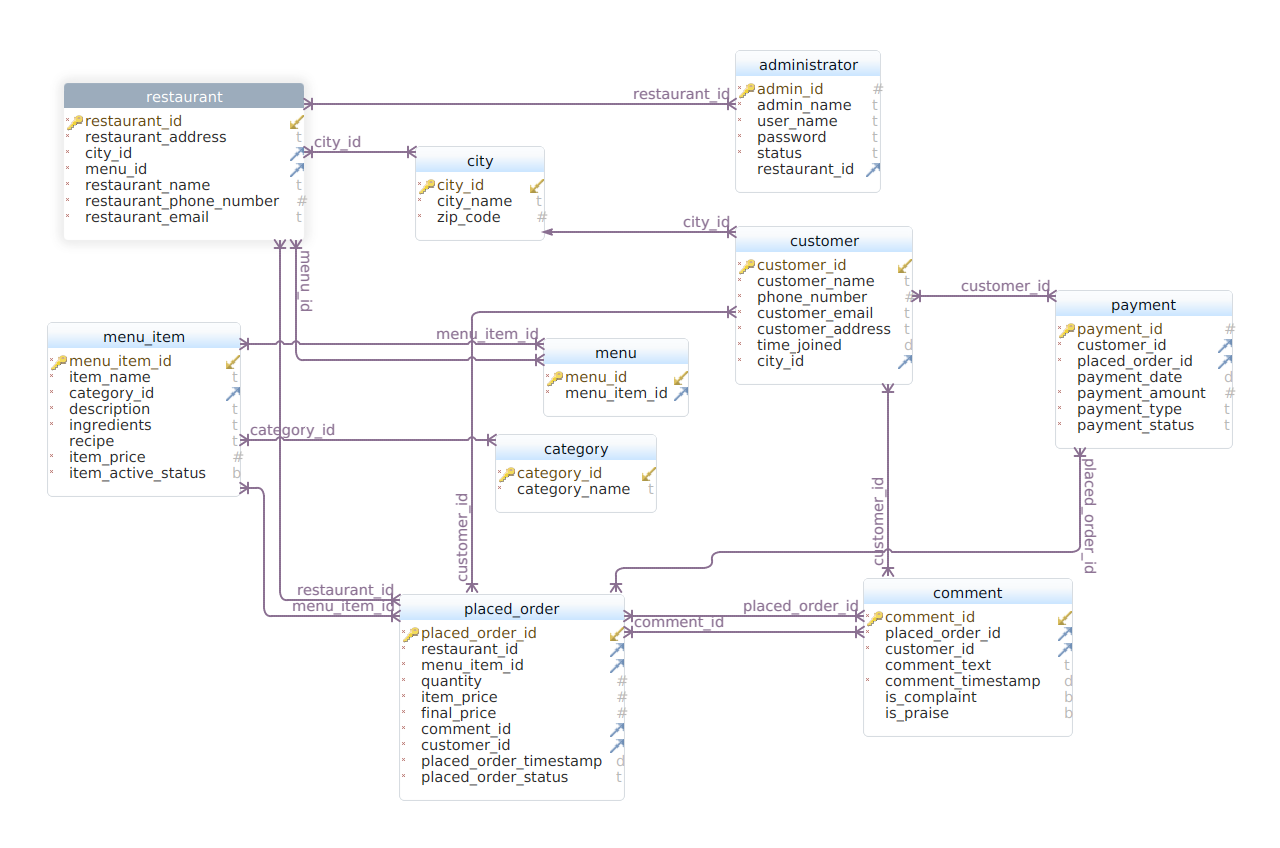 administrator
admin_id #
admin_name t
user_name t
password t
status t
restaurant_id
restaurant
restaurant_id
restaurant_address t
city_id
menu_id
restaurant_name t
restaurant_phone_number #
restaurant_email t
restaurant_id
city_id
city
city_id
city_name t
zip_code #
city_id
customer
customer_id
customer_name t
phone_number #
customer_email t
customer_address t
time_joined d
city_id
menu_id
customer_id
payment
payment_id #
customer_id
placed_order_id
payment_date d
payment_amount #
payment_type t
payment_status t
menu_item
menu_item_id
item_name t
category_id
description t
ingredients t
recipe t
item_price #
item_active_status b
menu_item_id
menu
menu_id
menu_item_id
category_id
category
category_id
category_name t
customer_id
customer_id
placed_order_id
restaurant_id
menu_item_id
placed_order
placed_order_id
restaurant_id
menu_item_id
quantity #
item_price #
final_price #
comment_id
customer_id
placed_order_timestamp d
placed_order_status t
placed_order_id
comment_id
comment
comment_id
placed_order_id
customer_id
comment_text t
comment_timestamp d
is_complaint b
is_praise b